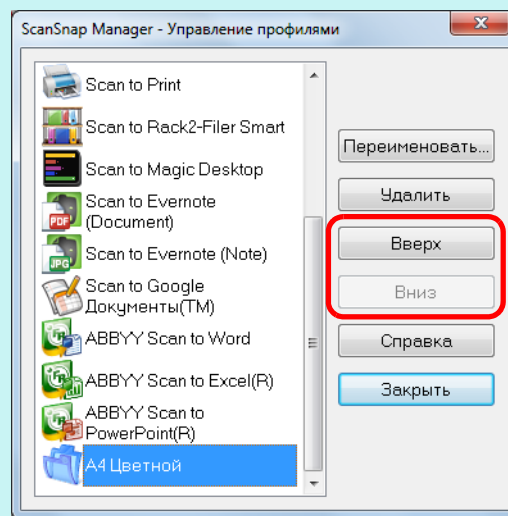 ScanSnap Manager - Управление профилями
Scan to Print
Scan to Rack2-Filer Smart
Scan to Magic Desktop
Scan to Evernote
(Document)
PDF
Scan to Evernote (Note)
JPG
Scan to Google
Документы(TM)
ABBYY Scan to Word
ABBYY Scan to Excel(R)
ABBYY Scan to
PowerPoint(R)
А4 Цветной
Переименовать...
Удалить
Вверх
Вниз
Справка
Закрыть